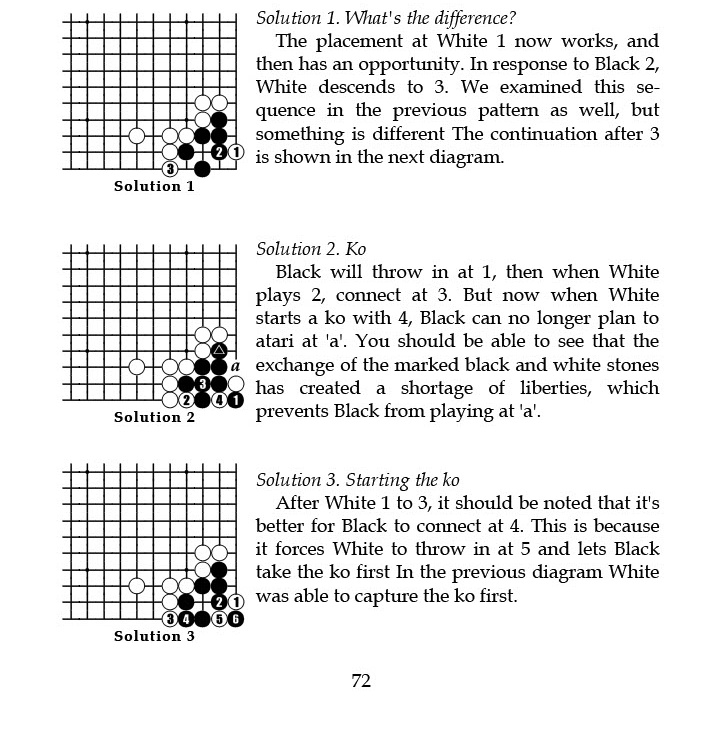 Solution 1. What's the difference?
The placement at White 1 now works, and
then has an opportunity. In response to Black 2,
White descends to 3. We examined this se-
quence in the previous pattern as well, but
something is different The continuation after 3
is shown in the next diagram.
2 1
3
Solution 1
Solution 2. Ko
Black will throw in at 1, then when White
plays 2, connect at 3. But now when White
starts a ko with 4, Black can no longer plan to
atari at 'a'. You should be able to see that the
exchange of the marked black and white stones
has created a shortage of liberties, which
prevents Black from playing at 'a'.
a
3
2 4 1
Solution 2
Solution 3. Starting the ko
After White 1 to 3, it should be noted that it's
better for Black to connect at 4. This is because
it forces White to throw in at 5 and lets Black
take the ko first In the previous diagram White
was able to capture the ko first.
2 1
3 4 5 6
Solution 3
72